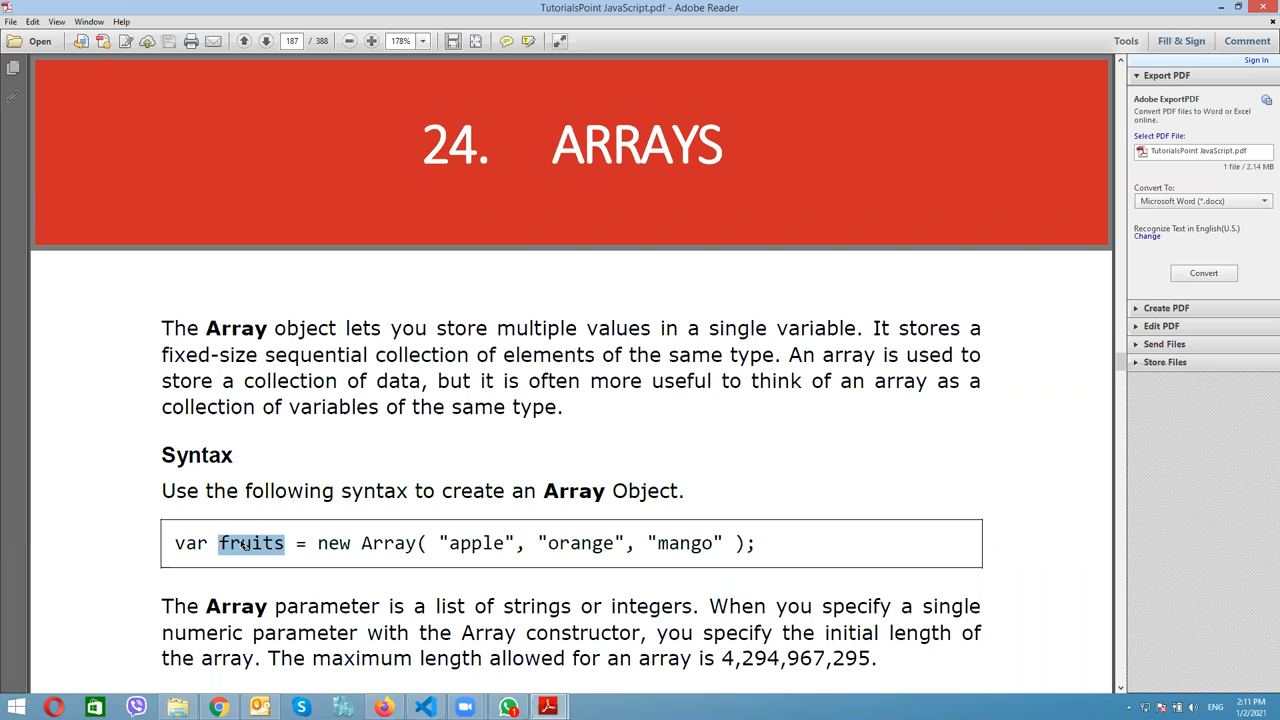 TutorialsPoint JavaScript.pdf - Adobe Reader
File Edit View Window Help
Open 187 / 388 178% Tools Fill & Sign Comment
Sign In
Export PDF
Adobe ExportPDF
Convert PDF files to Word or Excel
online.
Select PDF File:
TutorialsPoint JavaScript.pdf
1 file / 2.14 MB
Convert To:
Microsoft Word (*.docx)
Recognize Text in English(U.S.)
Change
Convert
Create PDF
Edit PDF
Send Files
Store Files
24. ARRAYS
The Array object lets you store multiple values in a single variable. It stores a
fixed-size sequential collection of elements of the same type. An array is used to
store a collection of data, but it is often more useful to think of an array as a
collection of variables of the same type.
Syntax
Use the following syntax to create an Array Object.
var fruits = new Array( "apple", "orange", "mango" );
The Array parameter is a list of strings or integers. When you specify a single
numeric parameter with the Array constructor, you specify the initial length of
the array. The maximum length allowed for an array is 4,294,967,295.
ENG
2:11 PM
1/2/2021